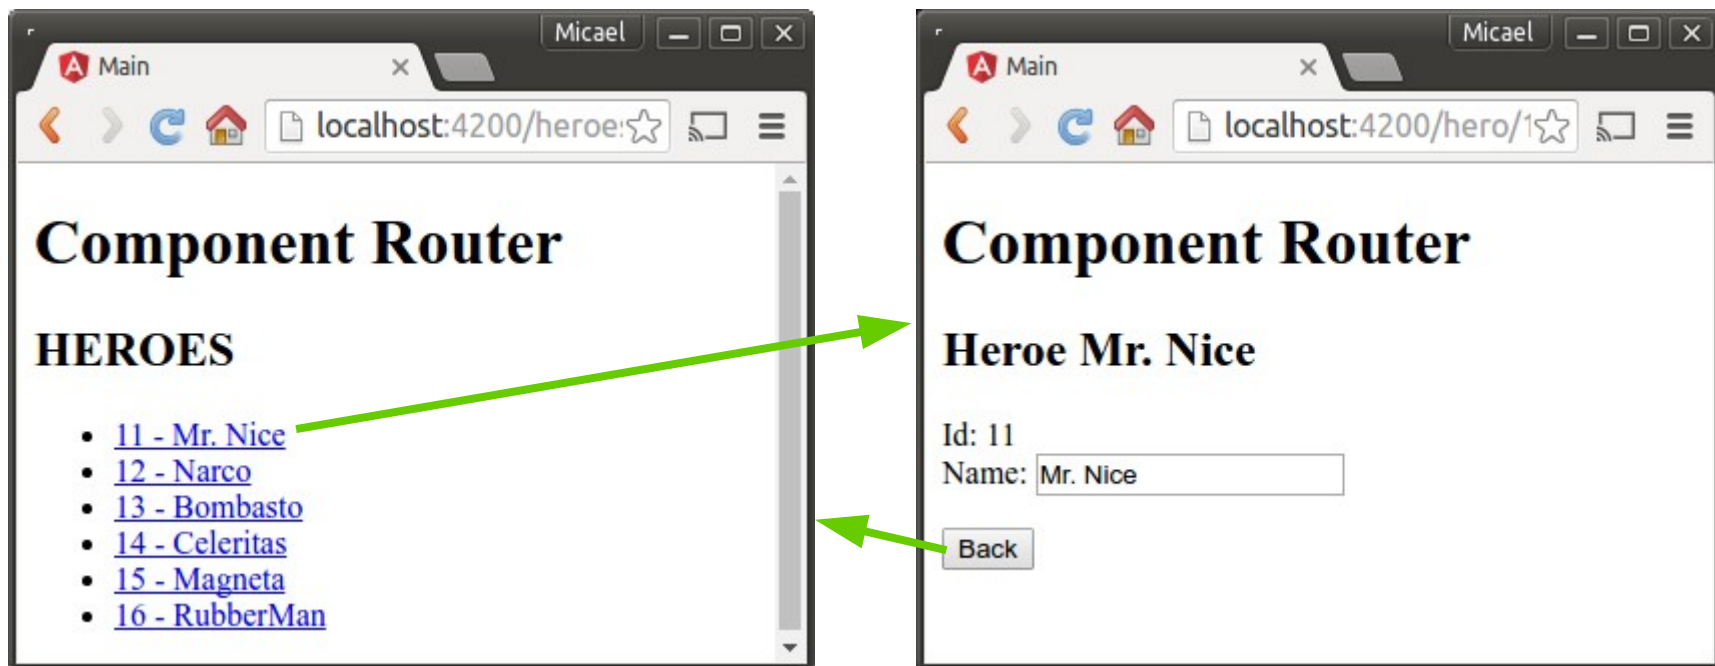 Micael
Main
localhost:4200/heroe
Component Router
HEROES
11 - Mr. Nice
12 - Narco
13 - Bombasto
14 - Celeritas
15 - Magneta
16 - RubberMan
Micael
Main
localhost:4200/hero/1
Component Router
Heroe Mr. Nice
Id: 11
Name: Mr. Nice
Back